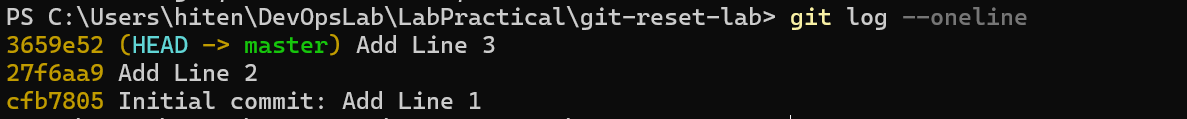 PS C:\Users\hiten\DevOpsLab\LabPractical\git-reset-lab> git log --oneline
3659e52 (HEAD -> master) Add Line 3
27f6aa9 Add Line 2
cfb7805 Initial commit: Add Line 1